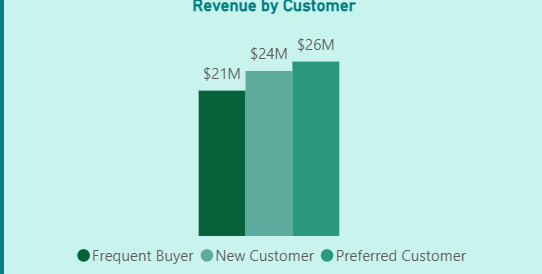 Revenue by Customer
$26M
$24M
$21M
Frequent Buyer New Customer Preferred Customer